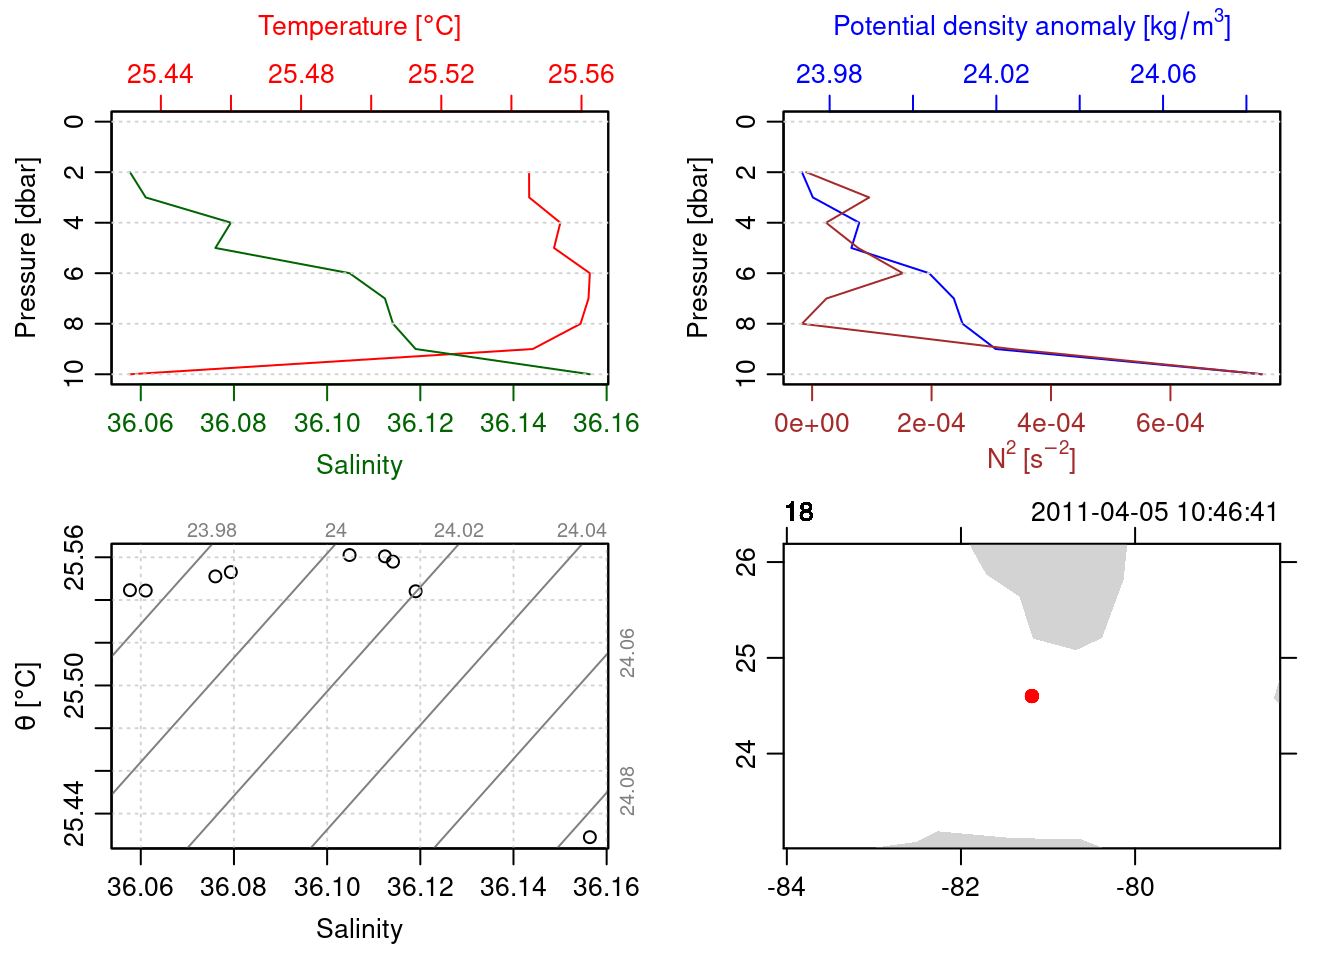 Temperature [°C]
25.44 25.48 25.52 25.56
Pressure [dbar]
0 2 4 6 8 10
36.06 36.08 36.10 36.12 36.14 36.16
Salinity
Potential density anomaly [kg/m³]
23.98 24.02 24.06
Pressure [dbar]
0 2 4 6 8 10
0e+00 2e-04 4e-04 6e-04
N² [s⁻²]
23.98 24 24.02 24.04
θ [°C]
25.56 25.50 25.44
24.06
24.08
36.06 36.08 36.10 36.12 36.14 36.16
Salinity
18 2011-04-05 10:46:41
26 25 24
-84 -82 -80